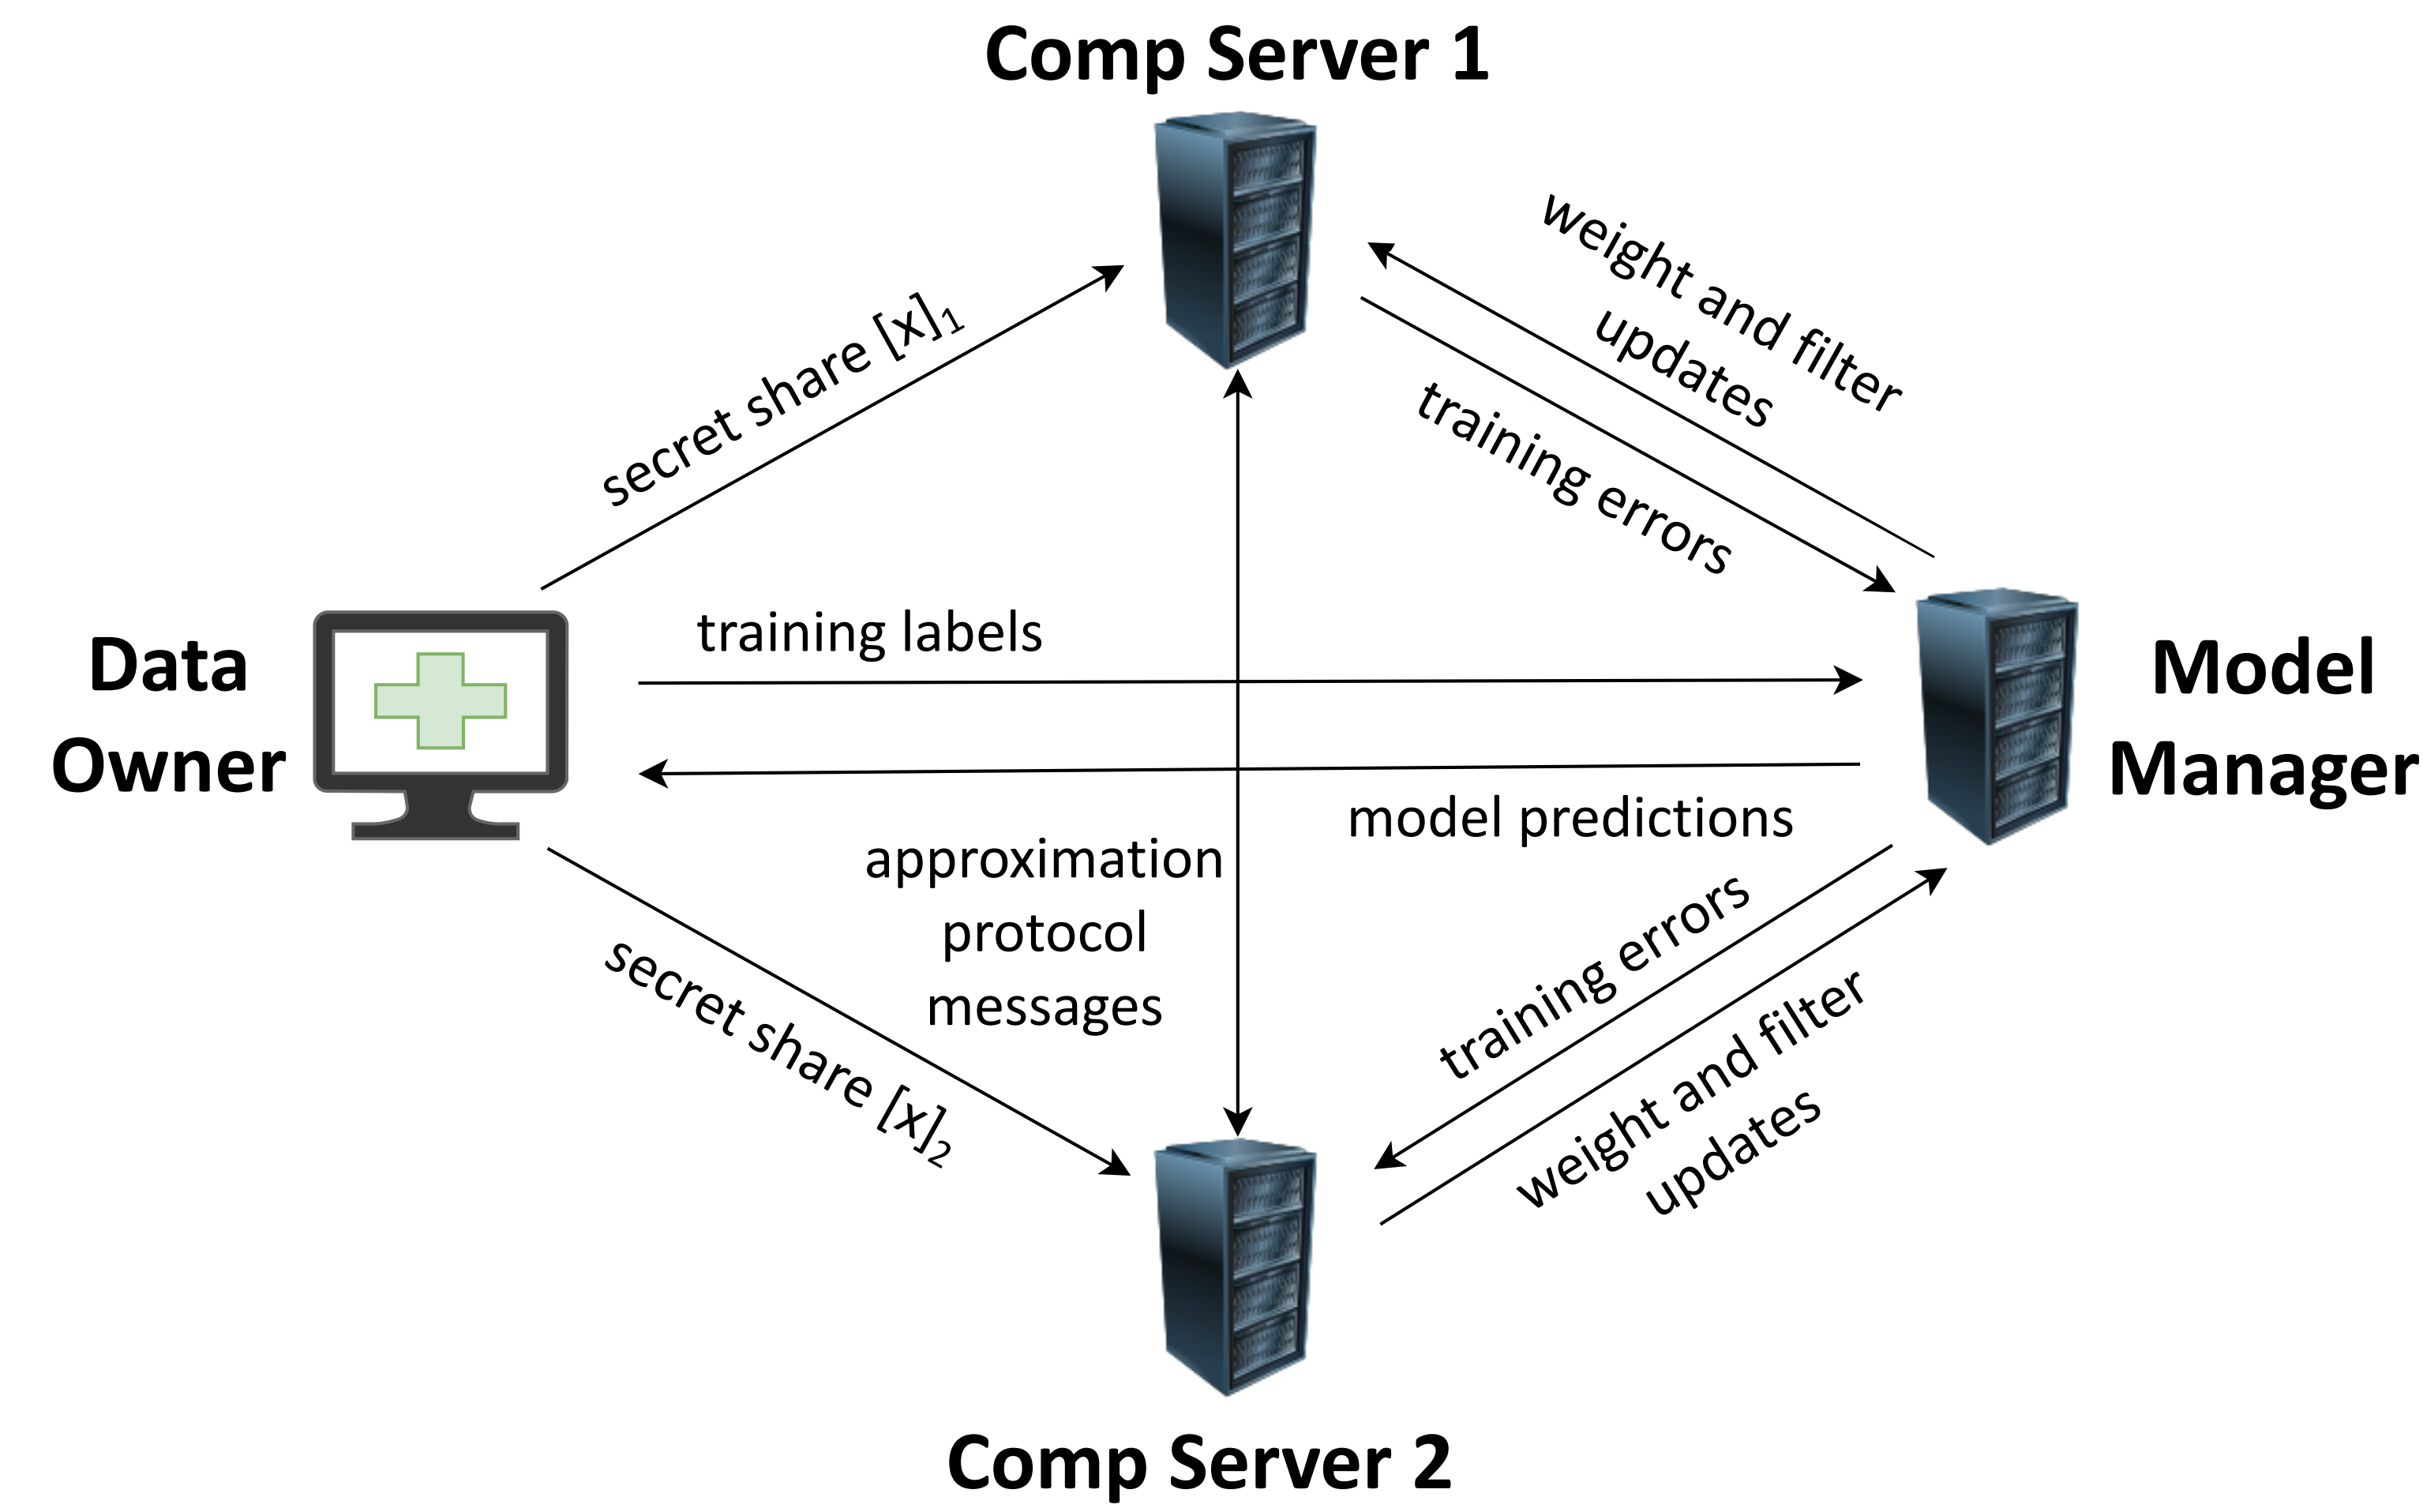 Comp Server 1
weight and filter
updates
training errors
secret share [x]₁
training labels
Data
Owner
Model
Manager
model predictions
approximation
protocol
messages
secret share [x]₂
training errors
weight and filter
updates
Comp Server 2